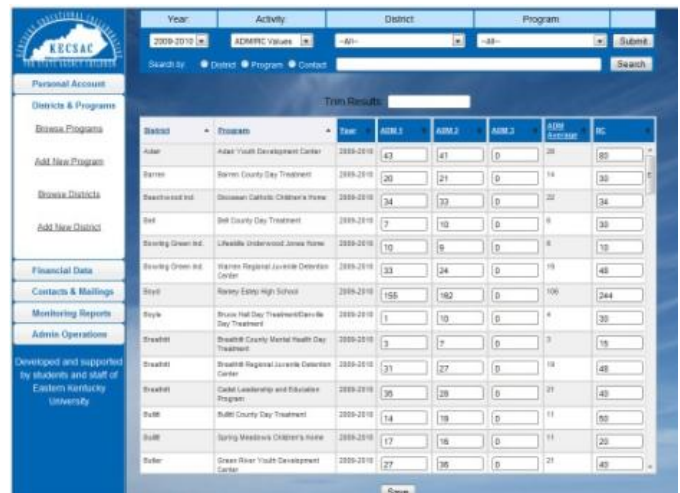 Year:
Activity:
District
Program
2009-2010
ADM/RC Values
--All--
--All--
Submit
Search by:
District
Program
Contact
Search
KECSAC
Personal Account
Districts & Programs
Browse Programs
Add New Program
Browse Districts
Add New District
Financial Data
Contacts & Mailings
Monitoring Reports
Admin Operations
Developed and supported
by students and staff of
Eastern Kentucky
University
Trim Results:
District Program Year ADM 1 ADM 2 ADM 3 ADM Average RC
Adair Adair Youth Development Center 2009-2010 43 41 0 28 80
Barren Barren County Day Treatment 2009-2010 20 21 0 14 30
Beechwood Ind. Diocesan Catholic Children's Home 2009-2010 34 33 0 22 34
Bell Bell County Day Treatment 2009-2010 7 10 0 6 30
Bowling Green Ind. Lifeskills Underwood Jones Home 2009-2010 10 9 0 6 10
Bowling Green Ind. Warren Regional Juvenile Detention Center 2009-2010 33 24 0 19 48
Boyd Ramey Estep High School 2009-2010 155 162 0 106 244
Boyle Bruce Hall Day Treatment/Danville Day Treatment 2009-2010 1 10 0 4 30
Breathitt Breathitt County Mental Health Day Treatment 2009-2010 3 7 0 3 15
Breathitt Breathitt Regional Juvenile Detention Center 2009-2010 31 27 0 19 48
Breathitt Cadet Leadership and Education Program 2009-2010 35 28 0 21 40
Bullitt Bullitt County Day Treatment 2009-2010 14 19 0 11 50
Bullitt Spring Meadows Children's Home 2009-2010 17 16 0 11 20
Butler Green River Youth Development Center 2009-2010 27 36 0 21 40
Save